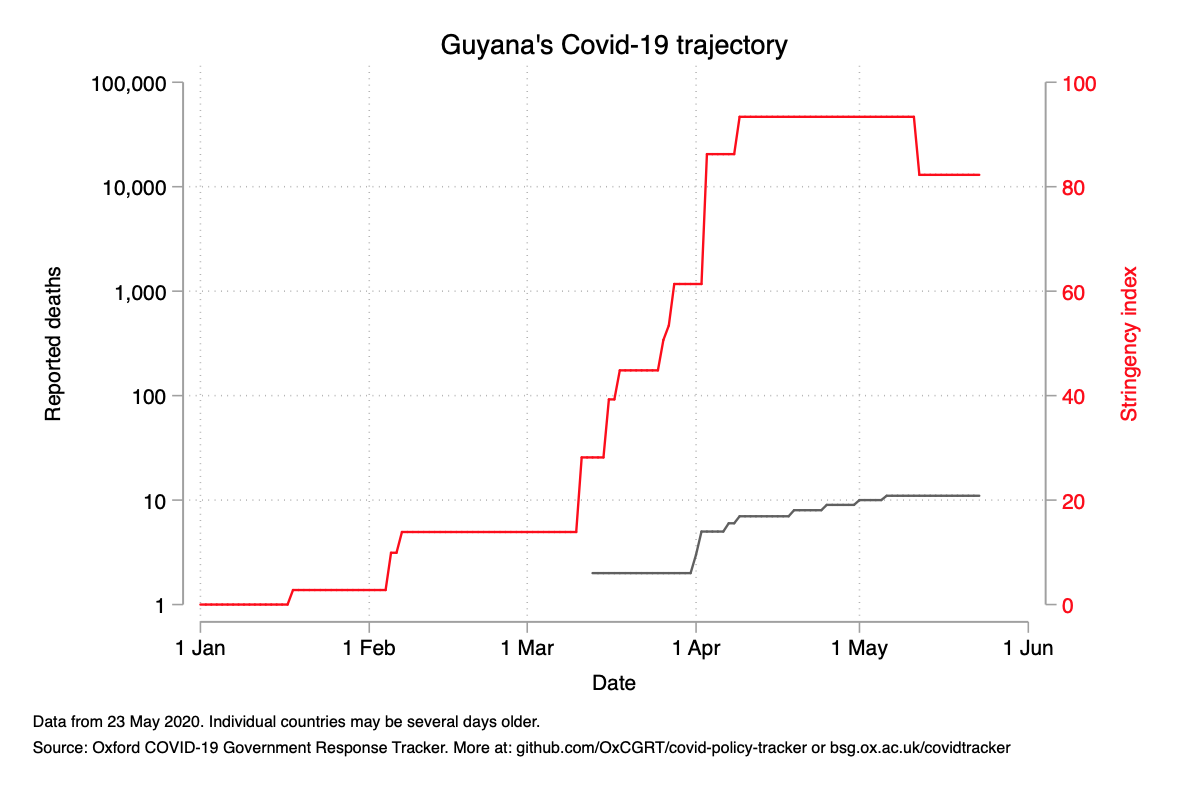 Guyana's Covid-19 trajectory
100,000
10,000
1,000
100
10
1
Reported deaths
100
80
60
40
20
0
Stringency index
1 Jan 1 Feb 1 Mar 1 Apr 1 May 1 Jun
Date
Data from 23 May 2020. Individual countries may be several days older.
Source: Oxford COVID-19 Government Response Tracker. More at: github.com/OxCGRT/covid-policy-tracker or bsg.ox.ac.uk/covidtracker